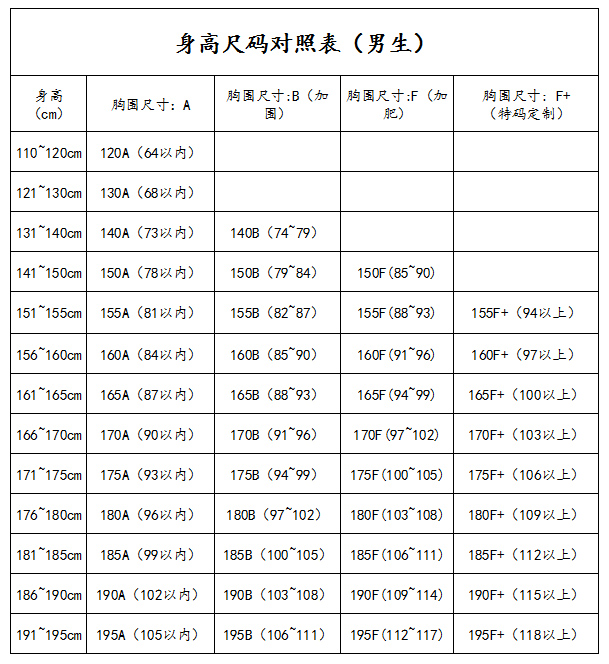 身高尺码对照表（男生）
身高（cm） 胸围尺寸：A 胸围尺寸:B（加围） 胸围尺寸:F（加肥） 胸围尺寸：F+（特码定制）
110~120cm 120A（64以内）
121~130cm 130A（68以内）
131~140cm 140A（73以内） 140B（74~79）
141~150cm 150A（78以内） 150B（79~84） 150F(85~90)
151~155cm 155A（81以内） 155B（82~87） 155F(88~93) 155F+（94以上）
156~160cm 160A（84以内） 160B（85~90） 160F(91~96) 160F+（97以上）
161~165cm 165A（87以内） 165B（88~93） 165F(94~99) 165F+（100以上）
166~170cm 170A（90以内） 170B（91~96） 170F(97~102) 170F+（103以上）
171~175cm 175A（93以内） 175B（94~99） 175F(100~105) 175F+（106以上）
176~180cm 180A（96以内） 180B（97~102） 180F(103~108) 180F+（109以上）
181~185cm 185A（99以内） 185B（100~105） 185F(106~111) 185F+（112以上）
186~190cm 190A（102以内） 190B（103~108） 190F(109~114) 190F+（115以上）
191~195cm 195A（105以内） 195B（106~111） 195F(112~117) 195F+（118以上）